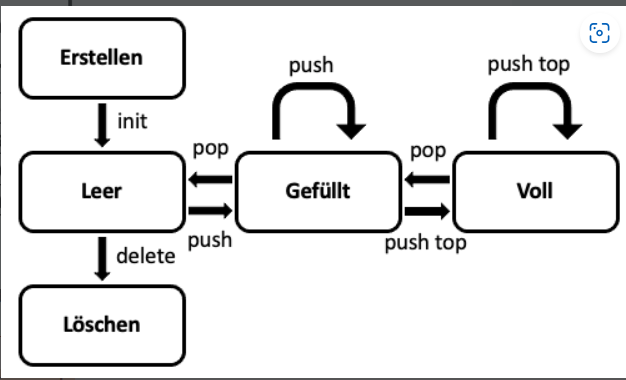 Erstellen
push
push top
init
pop
pop
Leer
Gefüllt
Voll
push
push top
delete
Löschen